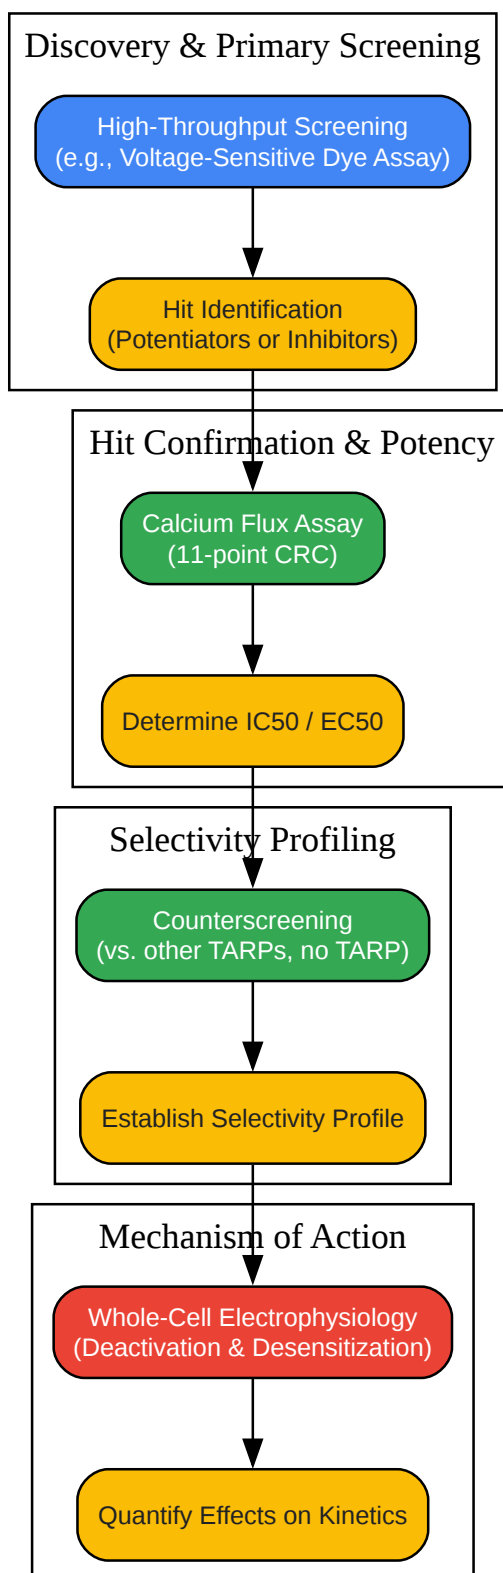 Discovery & Primary Screening
High-Throughput Screening
(e.g., Voltage-Sensitive Dye Assay)
Hit Identification
(Potentiators or Inhibitors)
Hit Confirmation & Potency
Calcium Flux Assay
(11-point CRC)
Determine IC50 / EC50
Selectivity Profiling
Counterscreening
(vs. other TARPs, no TARP)
Establish Selectivity Profile
Mechanism of Action
Whole-Cell Electrophysiology
(Deactivation & Desensitization)
Quantify Effects on Kinetics